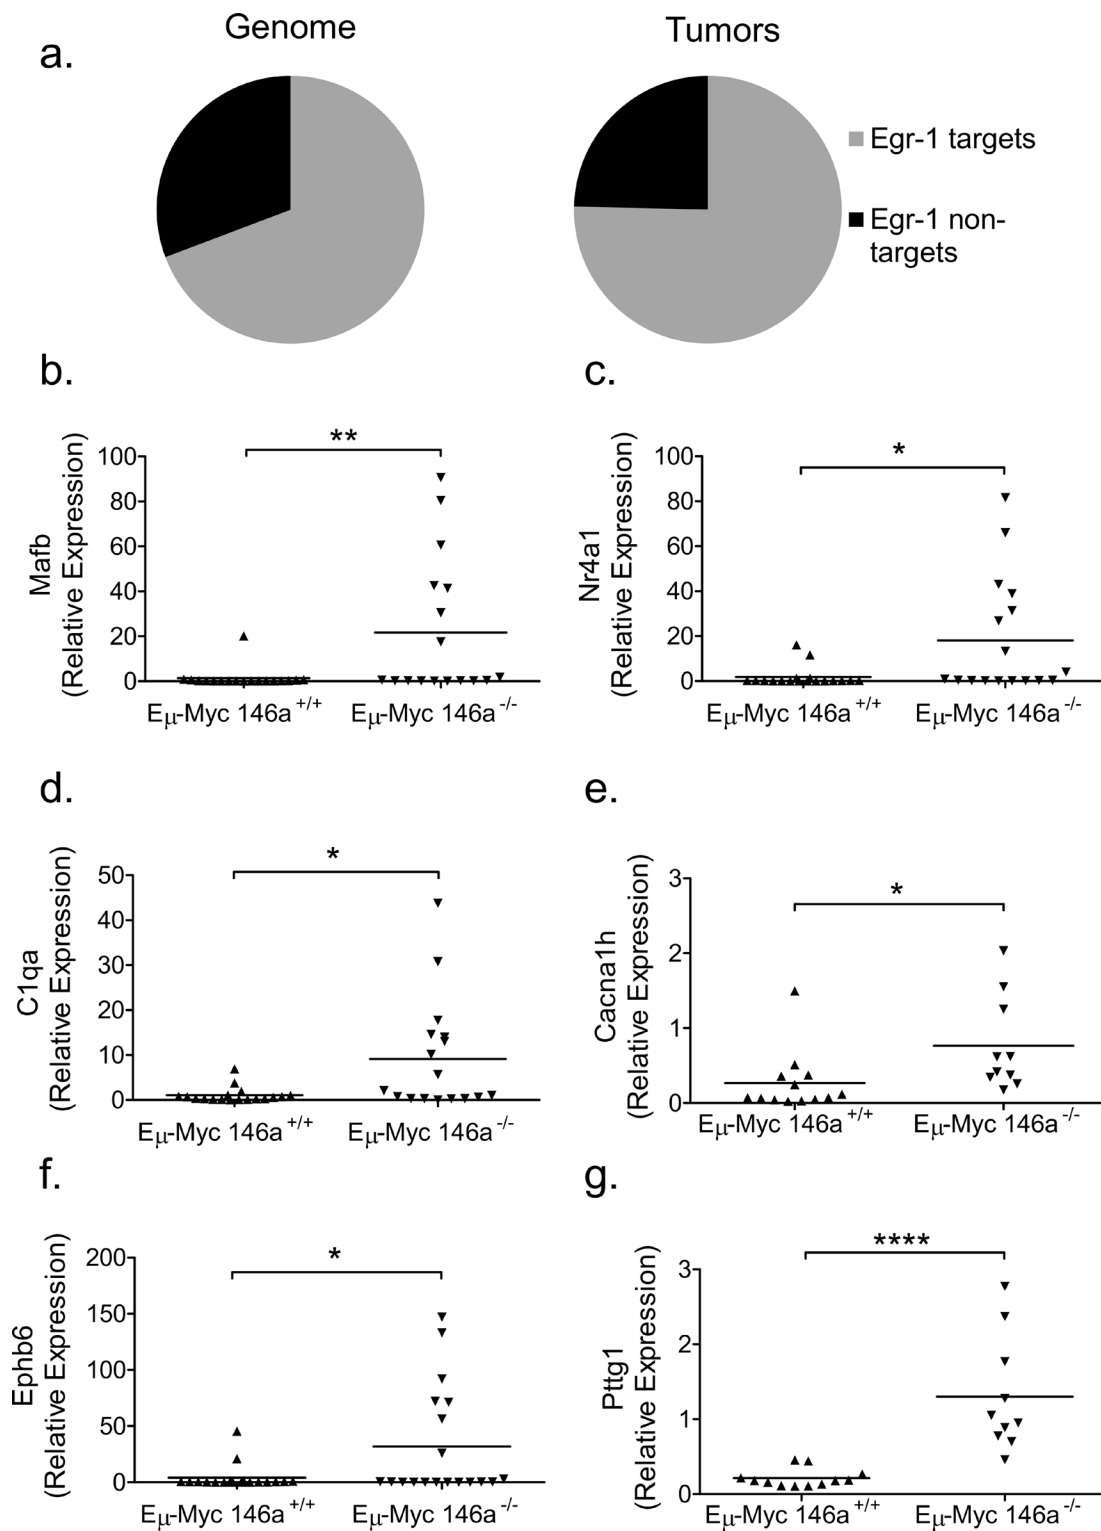 a.
Genome
Tumors
Egr-1 targets
Egr-1 non-
targets
b.
Mafb
(Relative Expression)
100
80
60
40
20
0
**
Eμ-Myc 146a +/+
Eμ-Myc 146a -/-
c.
Nr4a1
(Relative Expression)
100
80
60
40
20
0
*
Eμ-Myc 146a +/+
Eμ-Myc 146a -/-
d.
C1qa
(Relative Expression)
50
40
30
20
10
0
*
Eμ-Myc 146a +/+
Eμ-Myc 146a -/-
e.
Cacna1h
(Relative Expression)
3
2
1
0
*
Eμ-Myc 146a +/+
Eμ-Myc 146a -/-
f.
Ephb6
(Relative Expression)
200
150
100
50
0
*
Eμ-Myc 146a +/+
Eμ-Myc 146a -/-
g.
Pttg1
(Relative Expression)
3
2
1
0
****
Eμ-Myc 146a +/+
Eμ-Myc 146a -/-